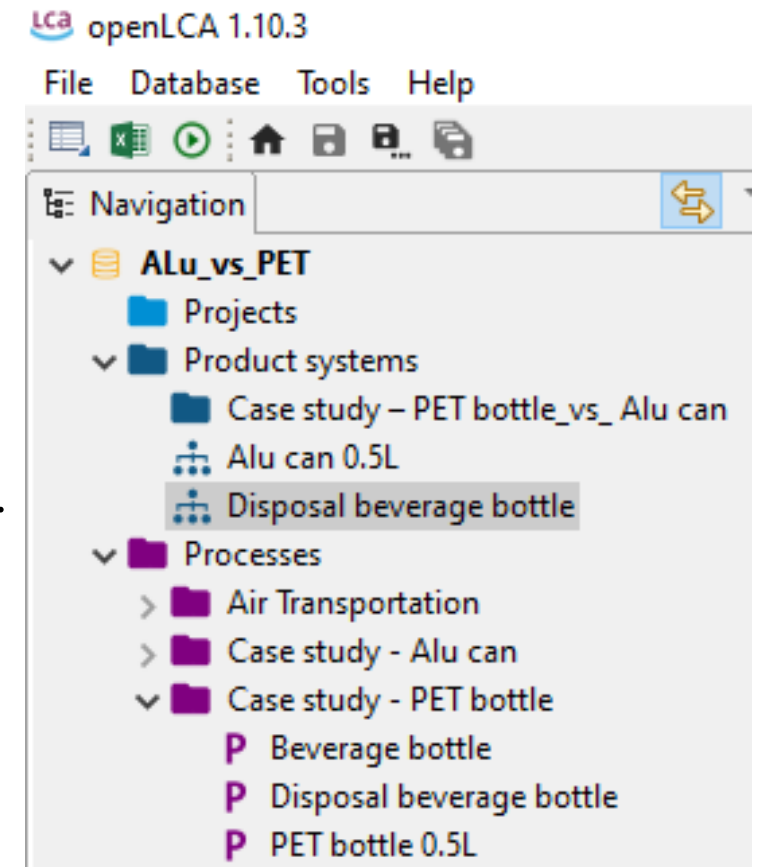 LCA openLCA 1.10.3
File Database Tools Help
Navigation
ALu_vs_PET
Projects
Product systems
Case study – PET bottle_vs_ Alu can
Alu can 0.5L
Disposal beverage bottle
Processes
Air Transportation
Case study - Alu can
Case study - PET bottle
P Beverage bottle
P Disposal beverage bottle
P PET bottle 0.5L